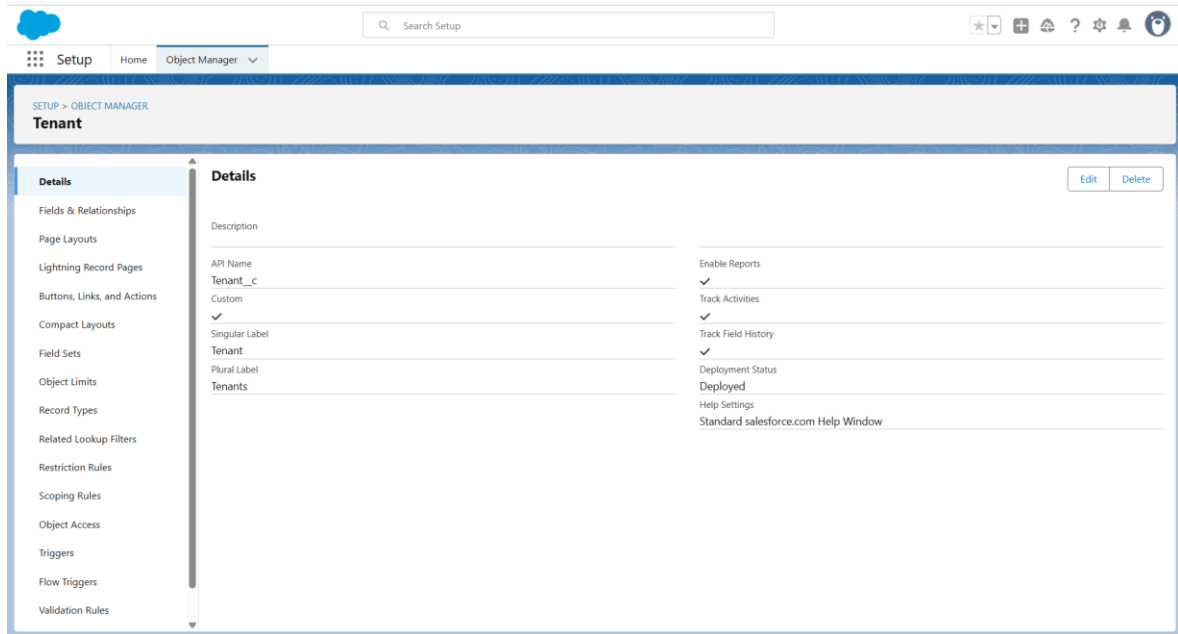 Search Setup
Setup Home Object Manager
SETUP > OBJECT MANAGER
Tenant
Details
Fields & Relationships
Page Layouts
Lightning Record Pages
Buttons, Links, and Actions
Compact Layouts
Field Sets
Object Limits
Record Types
Related Lookup Filters
Restriction Rules
Scoping Rules
Object Access
Triggers
Flow Triggers
Validation Rules
Details
Edit Delete
Description
API Name
Tenant__c
Custom
Singular Label
Tenant
Plural Label
Tenants
Enable Reports
Track Activities
Track Field History
Deployment Status
Deployed
Help Settings
Standard salesforce.com Help Window